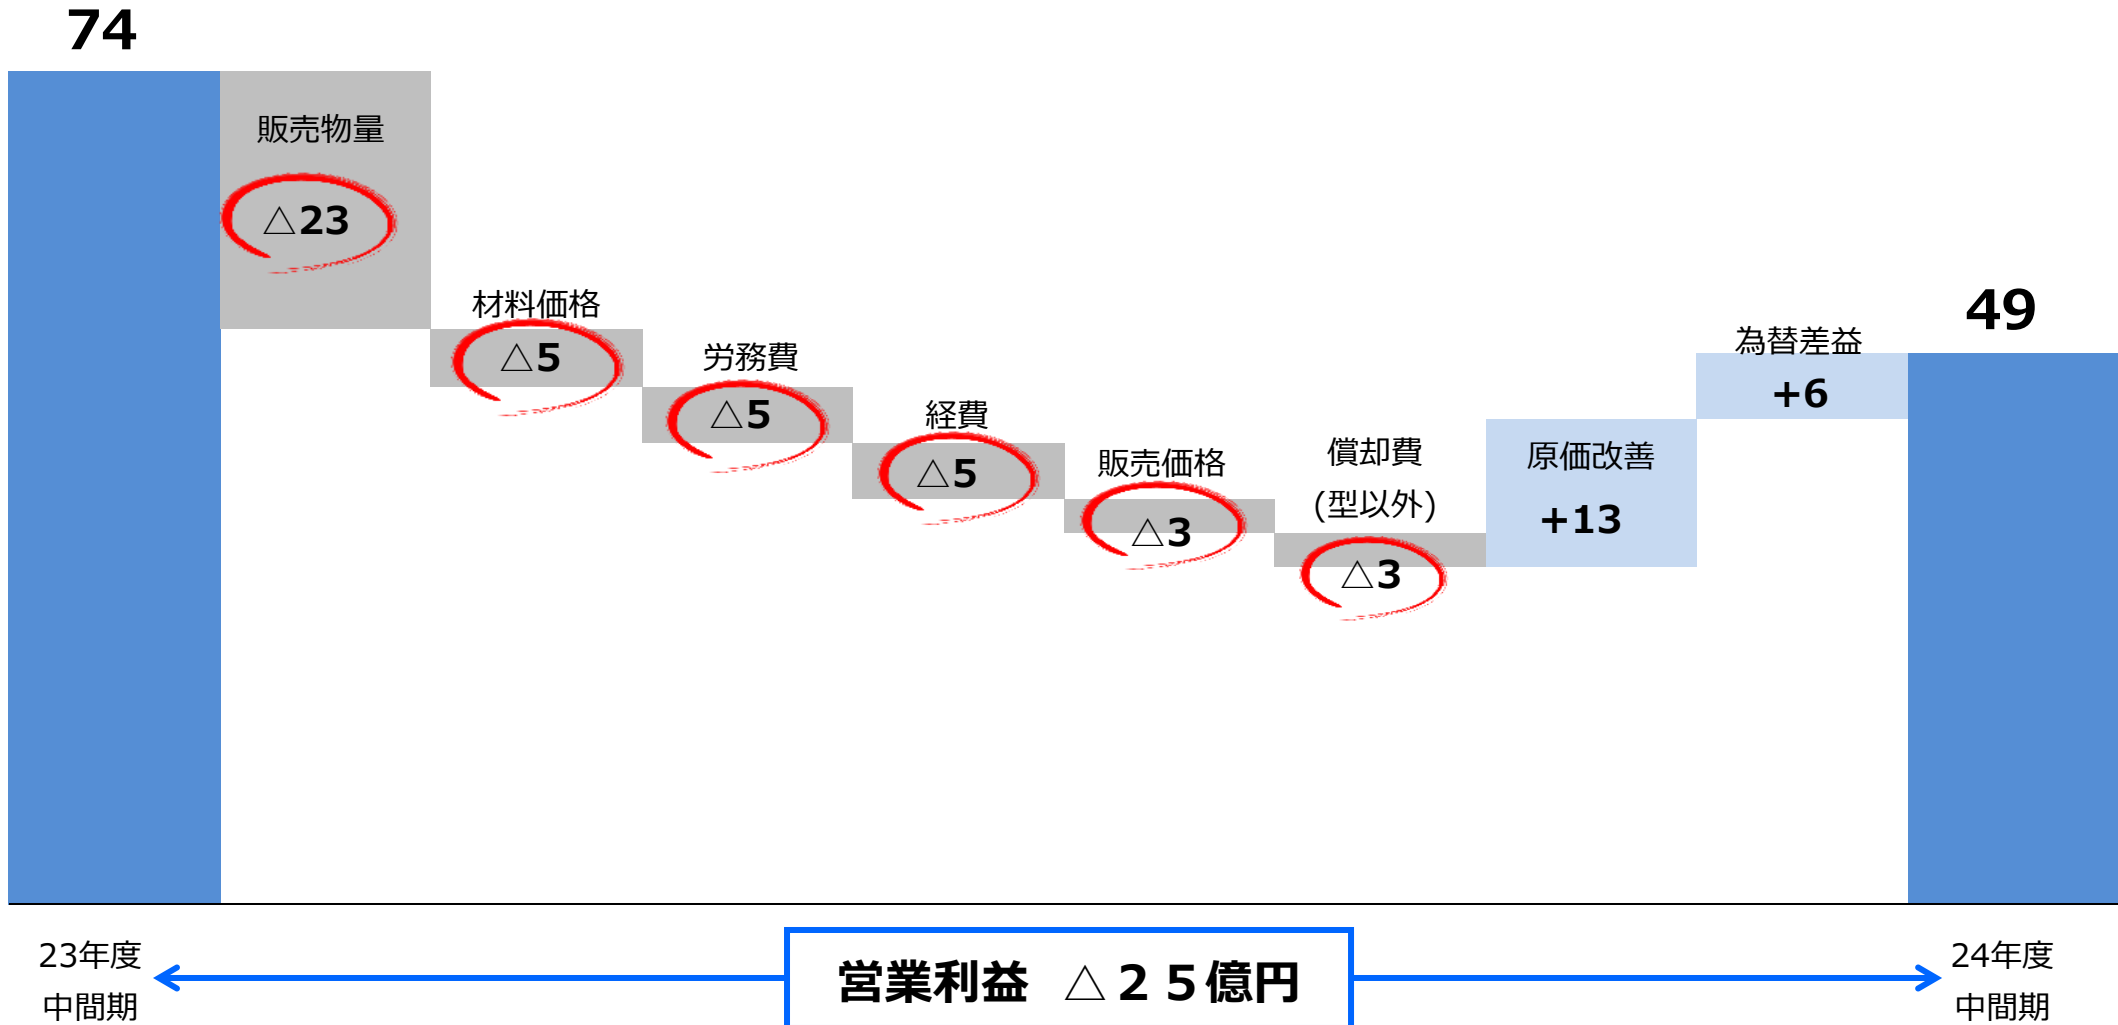 74
販売物量
△23
材料価格
△5
労務費
△5
経費
△5
販売価格
△3
償却費
(型以外)
△3
原価改善
+13
為替差益
+6
49
23年度
中間期
営業利益 △２５億円
24年度
中間期